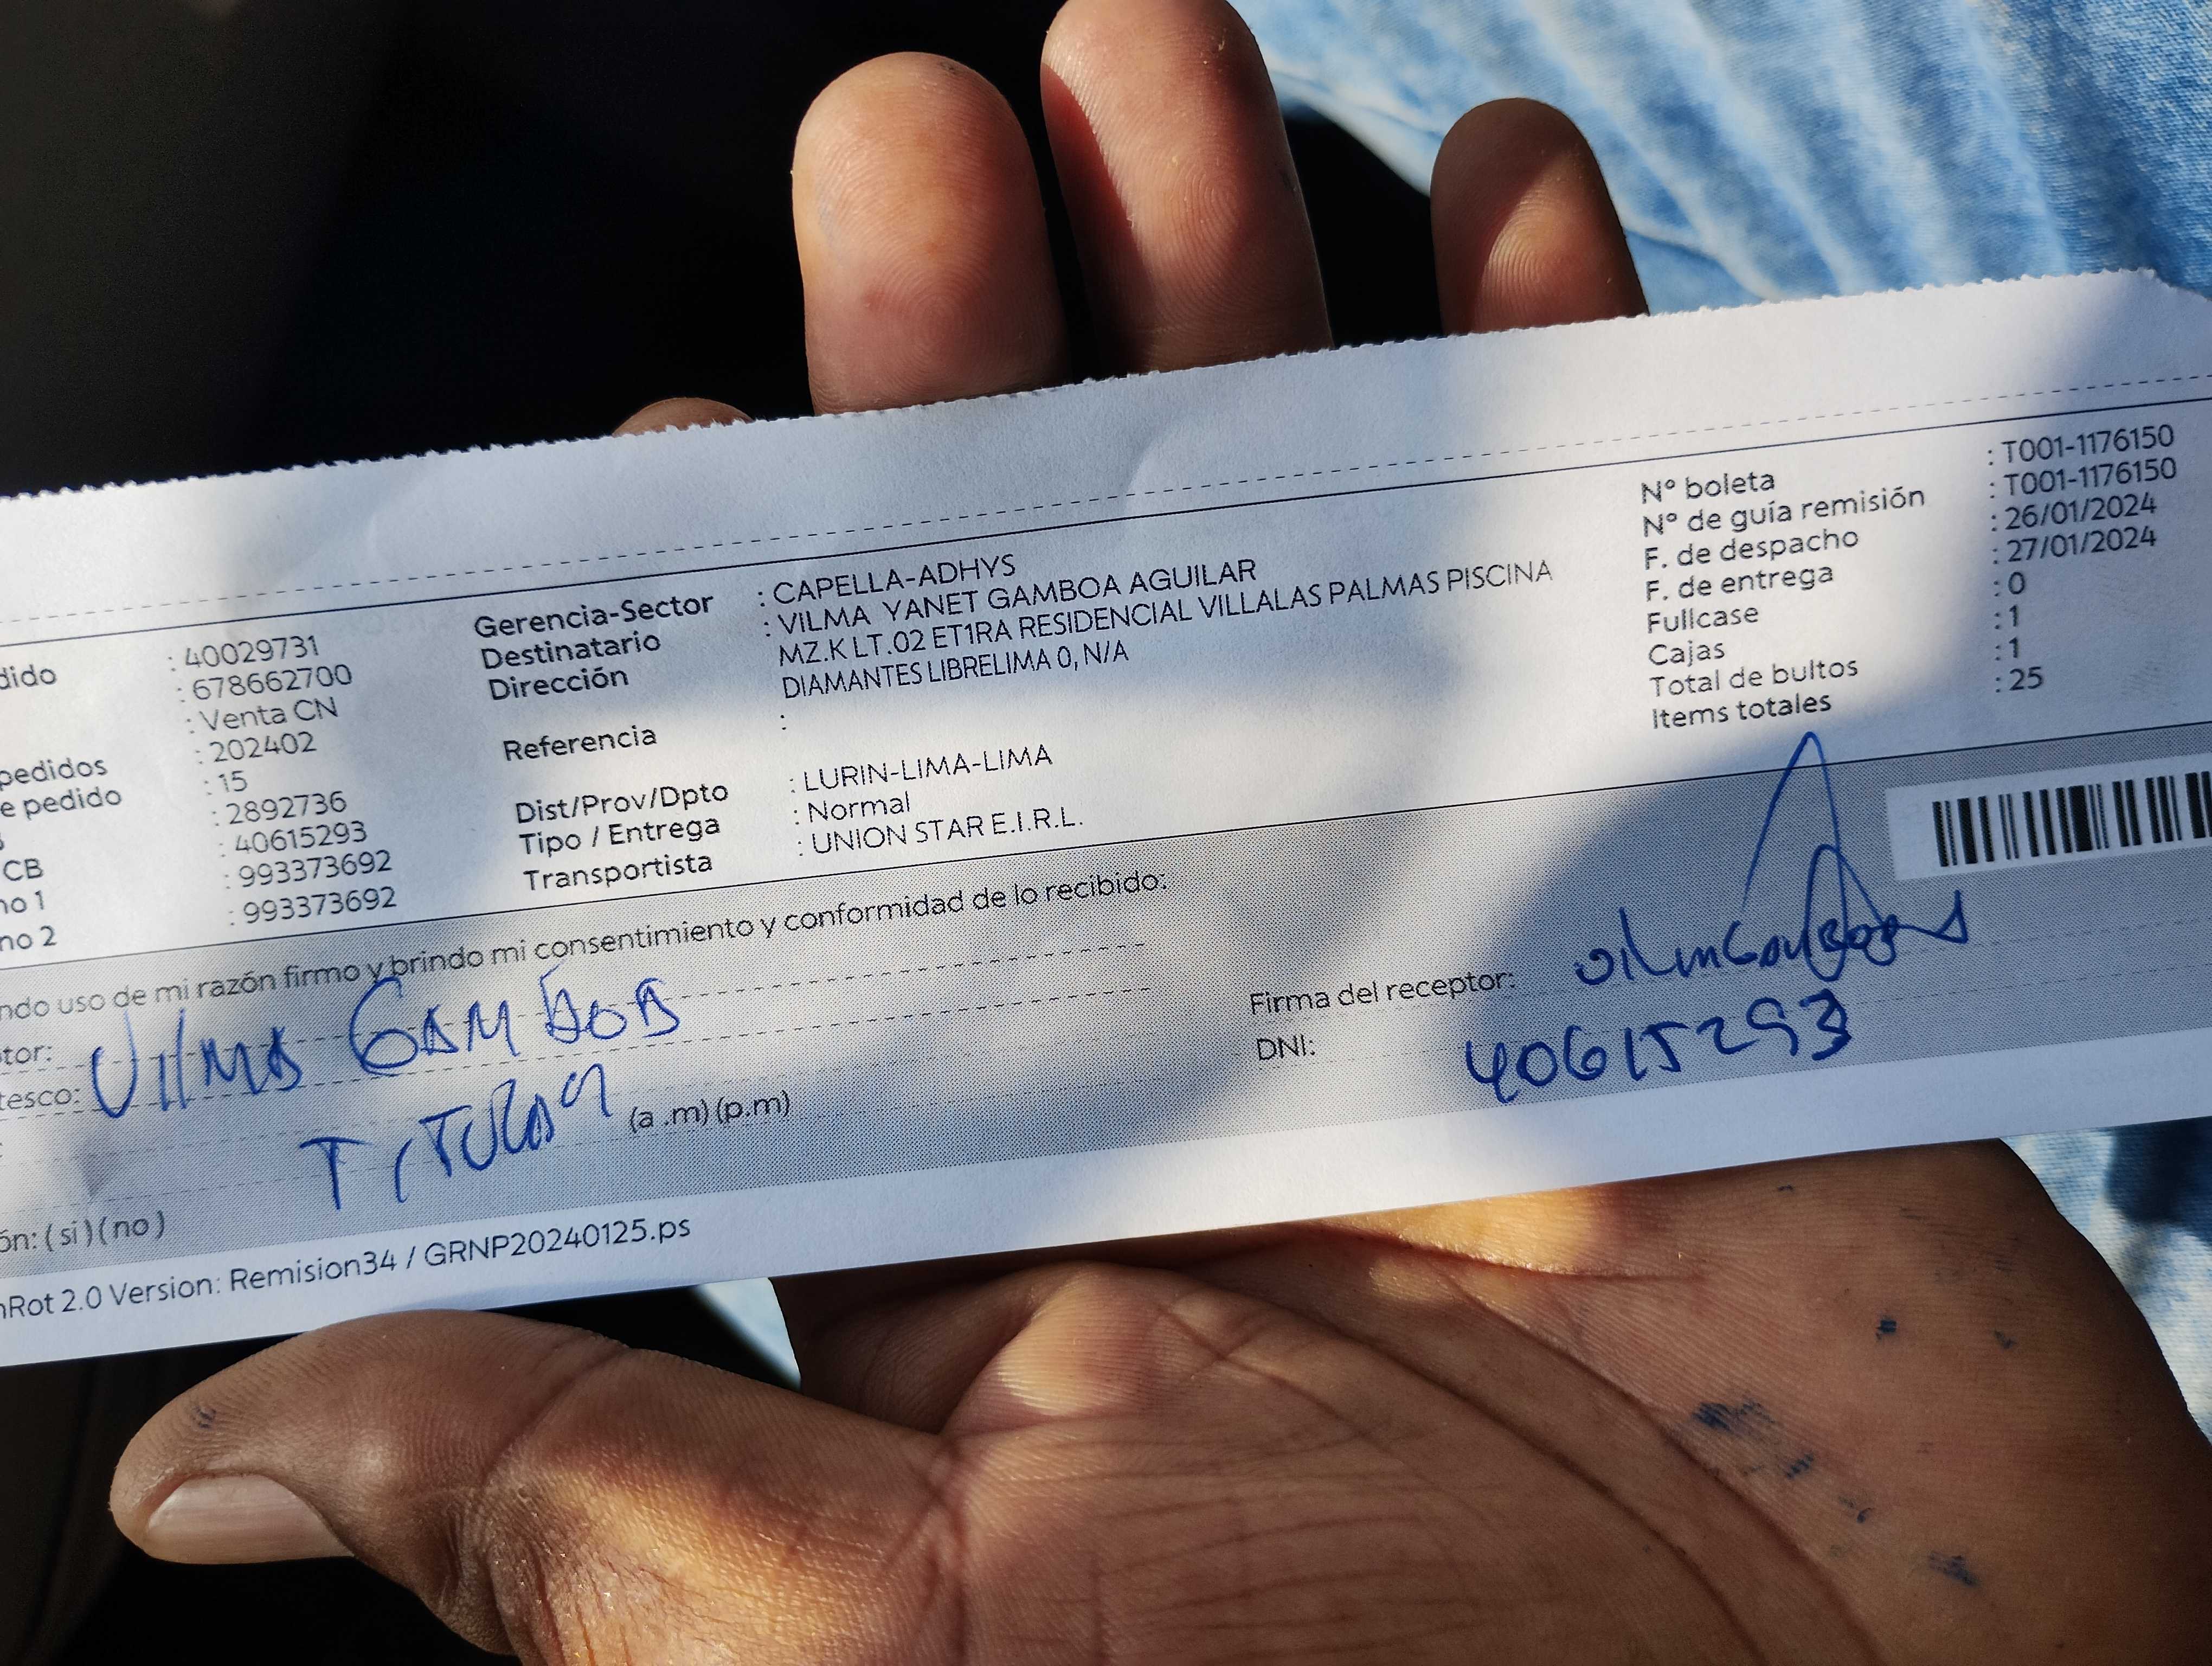 dido : 40029731
: 678662700
: Venta CN
pedidos : 202402
e pedido : 15
: 2892736
CB : 40615293
no 1 : 993373692
no 2 : 993373692
Gerencia-Sector : CAPELLA-ADHYS
Destinatario : VILMA YANET GAMBOA AGUILAR
Dirección MZ.K LT.02 ET1RA RESIDENCIAL VILLALAS PALMAS PISCINA
DIAMANTES LIBRELIMA 0, N/A
Referencia :
Dist/Prov/Dpto : LURIN-LIMA-LIMA
Tipo / Entrega : Normal
Transportista : UNION STAR E.I.R.L.
N° boleta : T001-1176150
N° de guía remisión : T001-1176150
F. de despacho : 26/01/2024
F. de entrega : 27/01/2024
Fullcase : 0
Cajas : 1
Total de bultos : 1
Items totales : 25
ndo uso de mi razón firmo y brindo mi consentimiento y conformidad de lo recibido:
tor: VILMA GAMBOA
tesco: TITULAR
(a .m) (p.m)
Firma del receptor:
DNI: 40615293
ón: ( si ) ( no )
nRot 2.0 Version: Remision34 / GRNP20240125.ps